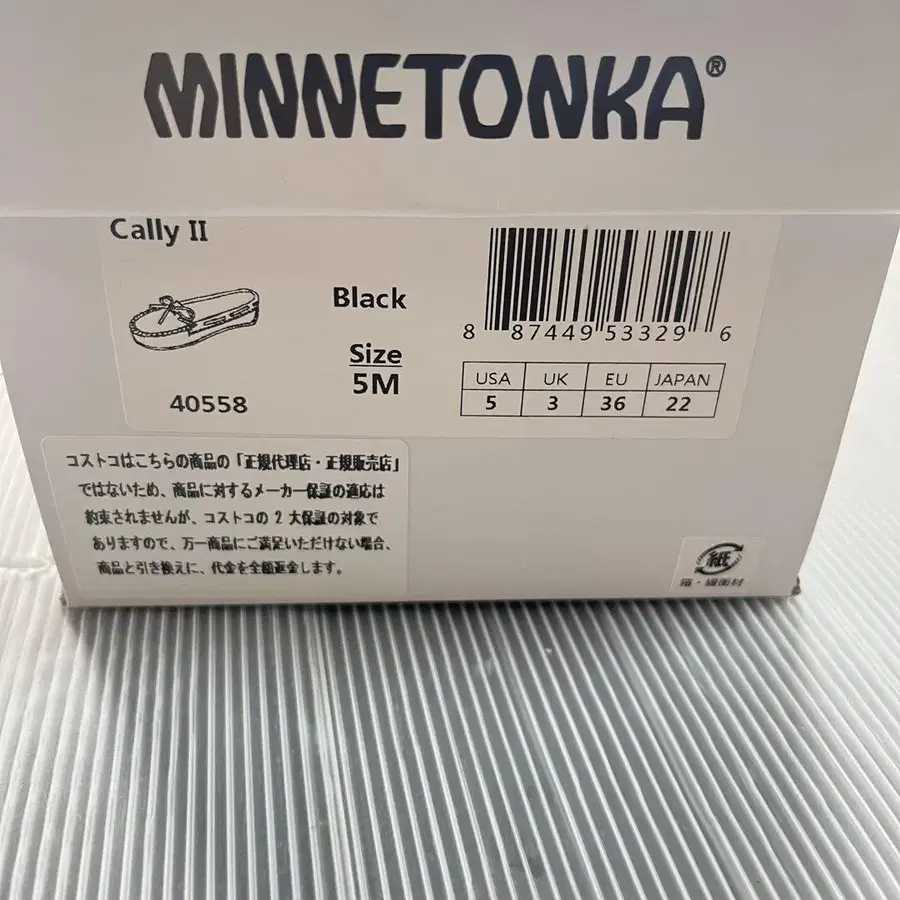 MINNETONKA®
Cally II
Black
Size
5M
40558
8 87449 53329 6
USA UK EU JAPAN
5 3 36 22
コストコはこちらの商品の「正規代理店・正規販売店」
ではないため、商品に対するメーカー保証の適応は
約束されませんが、コストコの 2 大保証の対象で
ありますので、万一商品にご満足いただけない場合、
商品と引き換えに、代金を全額返金します。
紙
箱・緩衝材